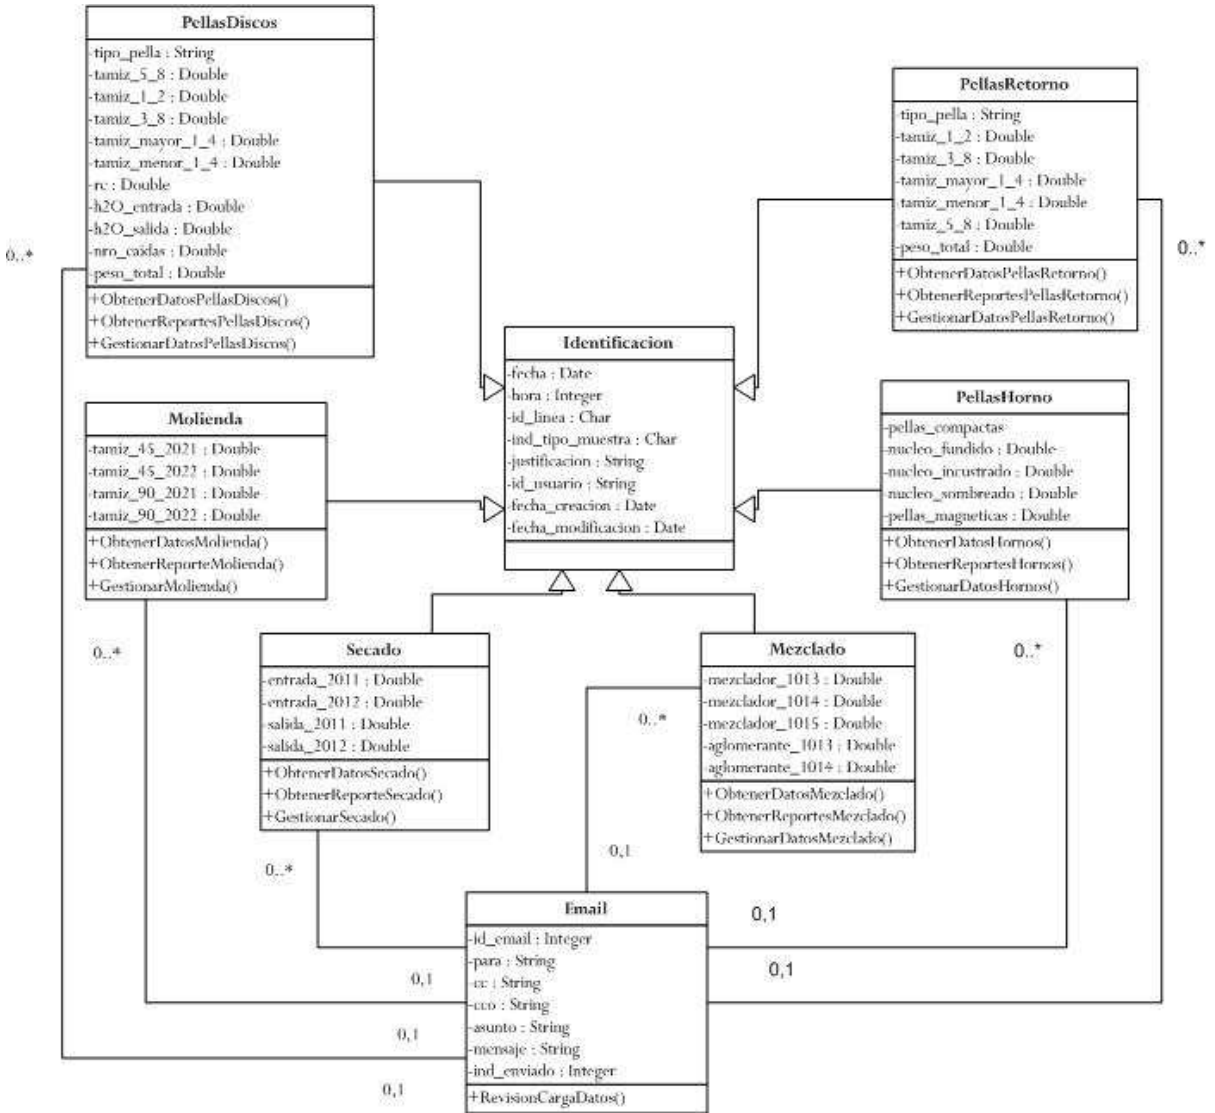 PellasDiscos
-tipo_pella : String
-tamiz_5_8 : Double
-tamiz_1_2 : Double
-tamiz_3_8 : Double
-tamiz_mayor_1_4 : Double
-tamiz_menor_1_4 : Double
-rc : Double
-h2O_entrada : Double
-h2O_salida : Double
-nro_caidas : Double
-peso_total : Double
+ObtenerDatosPellasDiscos()
+ObtenerReportesPellasDiscos()
+GestionarDatosPellasDiscos()
0..*
PellasRetorno
-tipo_pella : String
-tamiz_1_2 : Double
-tamiz_3_8 : Double
-tamiz_mayor_1_4 : Double
-tamiz_menor_1_4 : Double
-tamiz_5_8 : Double
-peso_total : Double
+ObtenerDatosPellasRetorno()
+ObtenerReportesPellasRetorno()
+GestionarDatosPellasRetorno()
0..*
Identificacion
-fecha : Date
-hora : Integer
-id_linea : Char
-ind_tipo_muestra : Char
-justificacion : String
-id_usuario : String
-fecha_creacion : Date
-fecha_modificacion : Date
Molienda
-tamiz_45_2021 : Double
-tamiz_45_2022 : Double
-tamiz_90_2021 : Double
-tamiz_90_2022 : Double
+ObtenerDatosMolienda()
+ObtenerReporteMolienda()
+GestionarMolienda()
0..*
PellasHorno
-pellas_compactas
-nucleo_fundido : Double
-nucleo_incustrado : Double
-nucleo_sombreado : Double
-pellas_magneticas : Double
+ObtenerDatosHornos()
+ObtenerReportesHornos()
+GestionarDatosHornos()
0..*
Secado
-entrada_2011 : Double
-entrada_2012 : Double
-salida_2011 : Double
-salida_2012 : Double
+ObtenerDatosSecado()
+ObtenerReporteSecado()
+GestionarSecado()
0..*
Mezclado
-mezclador_1013 : Double
-mezclador_1014 : Double
-mezclador_1015 : Double
-aglomerante_1013 : Double
-aglomerante_1014 : Double
+ObtenerDatosMezclado()
+ObtenerReportesMezclado()
+GestionarDatosMezclado()
0..*
0,1
Email
-id_email : Integer
-para : String
-cc : String
-cco : String
-asunto : String
-mensaje : String
-ind_enviado : Integer
+RevisionCargaDatos()
0,1
0,1
0,1
0,1
0,1